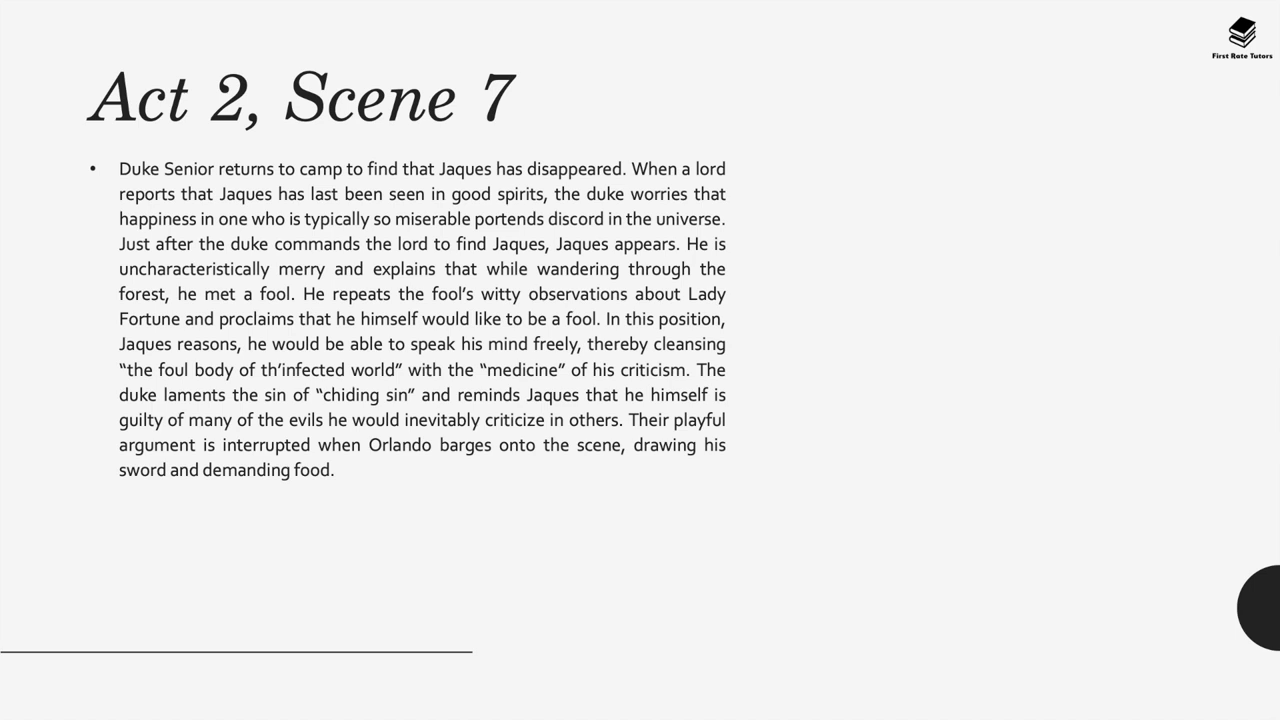 First Rate Tutors
Act 2, Scene 7
• Duke Senior returns to camp to find that Jaques has disappeared. When a lord
reports that Jaques has last been seen in good spirits, the duke worries that
happiness in one who is typically so miserable portends discord in the universe.
Just after the duke commands the lord to find Jaques, Jaques appears. He is
uncharacteristically merry and explains that while wandering through the
forest, he met a fool. He repeats the fool’s witty observations about Lady
Fortune and proclaims that he himself would like to be a fool. In this position,
Jaques reasons, he would be able to speak his mind freely, thereby cleansing
“the foul body of th’infected world” with the “medicine” of his criticism. The
duke laments the sin of “chiding sin” and reminds Jaques that he himself is
guilty of many of the evils he would inevitably criticize in others. Their playful
argument is interrupted when Orlando barges onto the scene, drawing his
sword and demanding food.